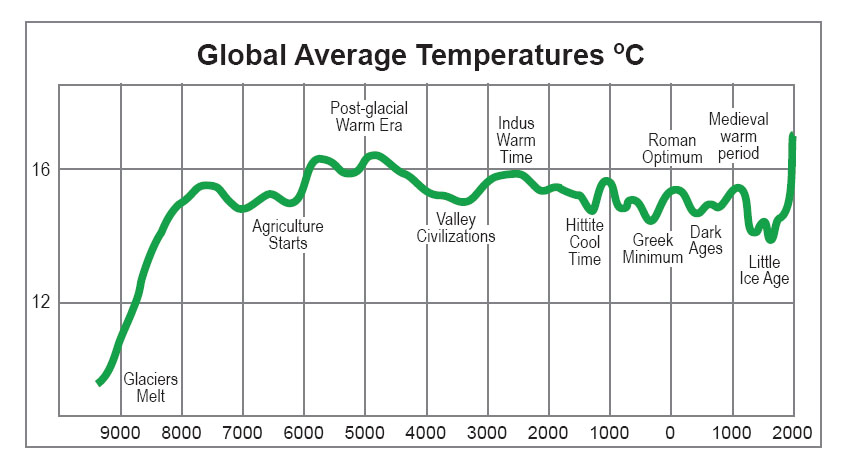 Global Average Temperatures ºC
Post-glacial
Warm Era
Indus
Warm
Time
Medieval
warm
period
Roman
Optimum
16
Agriculture
Starts
Valley
Civilizations
Hittite
Cool
Time
Greek
Minimum
Dark
Ages
Little
Ice Age
12
Glaciers
Melt
9000 8000 7000 6000 5000 4000 3000 2000 1000 0 1000 2000